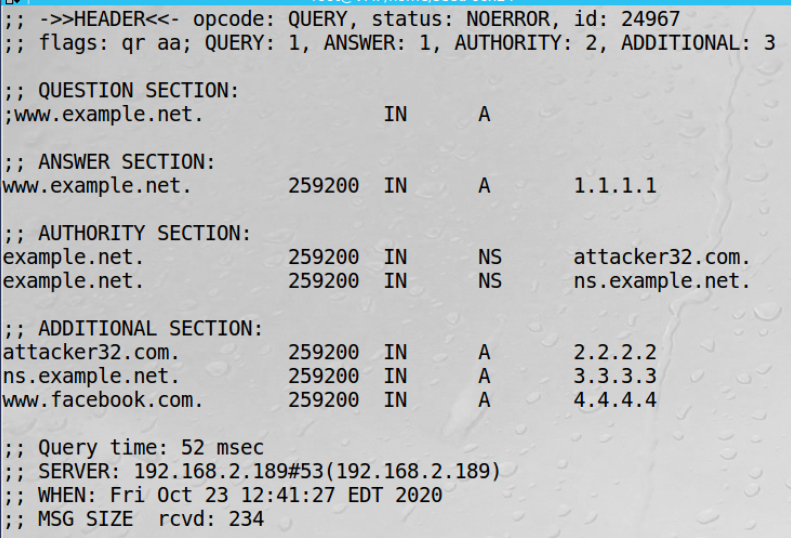 ;; ->>HEADER<<- opcode: QUERY, status: NOERROR, id: 24967
;; flags: qr aa; QUERY: 1, ANSWER: 1, AUTHORITY: 2, ADDITIONAL: 3
;; QUESTION SECTION:
;www.example.net. IN A
;; ANSWER SECTION:
www.example.net. 259200 IN A 1.1.1.1
;; AUTHORITY SECTION:
example.net. 259200 IN NS attacker32.com.
example.net. 259200 IN NS ns.example.net.
;; ADDITIONAL SECTION:
attacker32.com. 259200 IN A 2.2.2.2
ns.example.net. 259200 IN A 3.3.3.3
www.facebook.com. 259200 IN A 4.4.4.4
;; Query time: 52 msec
;; SERVER: 192.168.2.189#53(192.168.2.189)
;; WHEN: Fri Oct 23 12:41:27 EDT 2020
;; MSG SIZE rcvd: 234